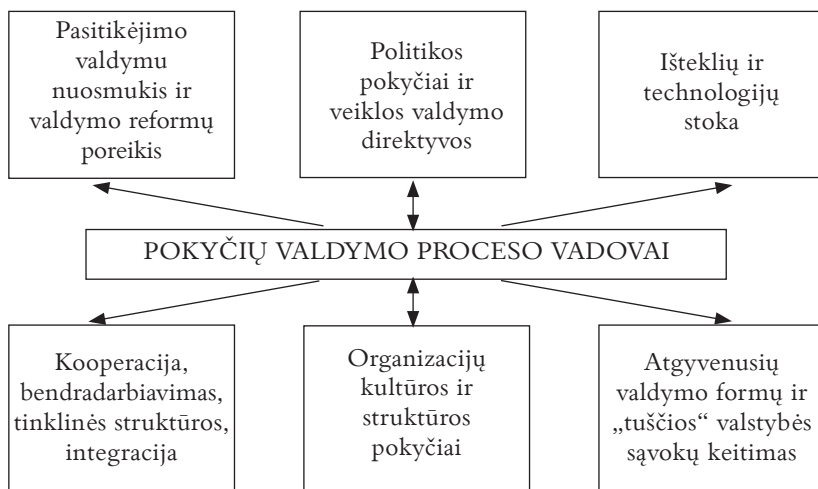 Pasitikėjimo
valdymu
nuosmukis ir
valdymo reformų
poreikis
Politikos
pokyčiai ir
veiklos valdymo
direktyvos
Išteklių ir
technologijų
stoka
POKYČIŲ VALDYMO PROCESO VADOVAI
Kooperacija,
bendradarbiavimas,
tinklinės struktūros,
integracija
Organizacijų
kultūros ir
struktūros
pokyčiai
Atgyvenusių
valdymo formų ir
„tuščios“ valstybės
sąvokų keitimas